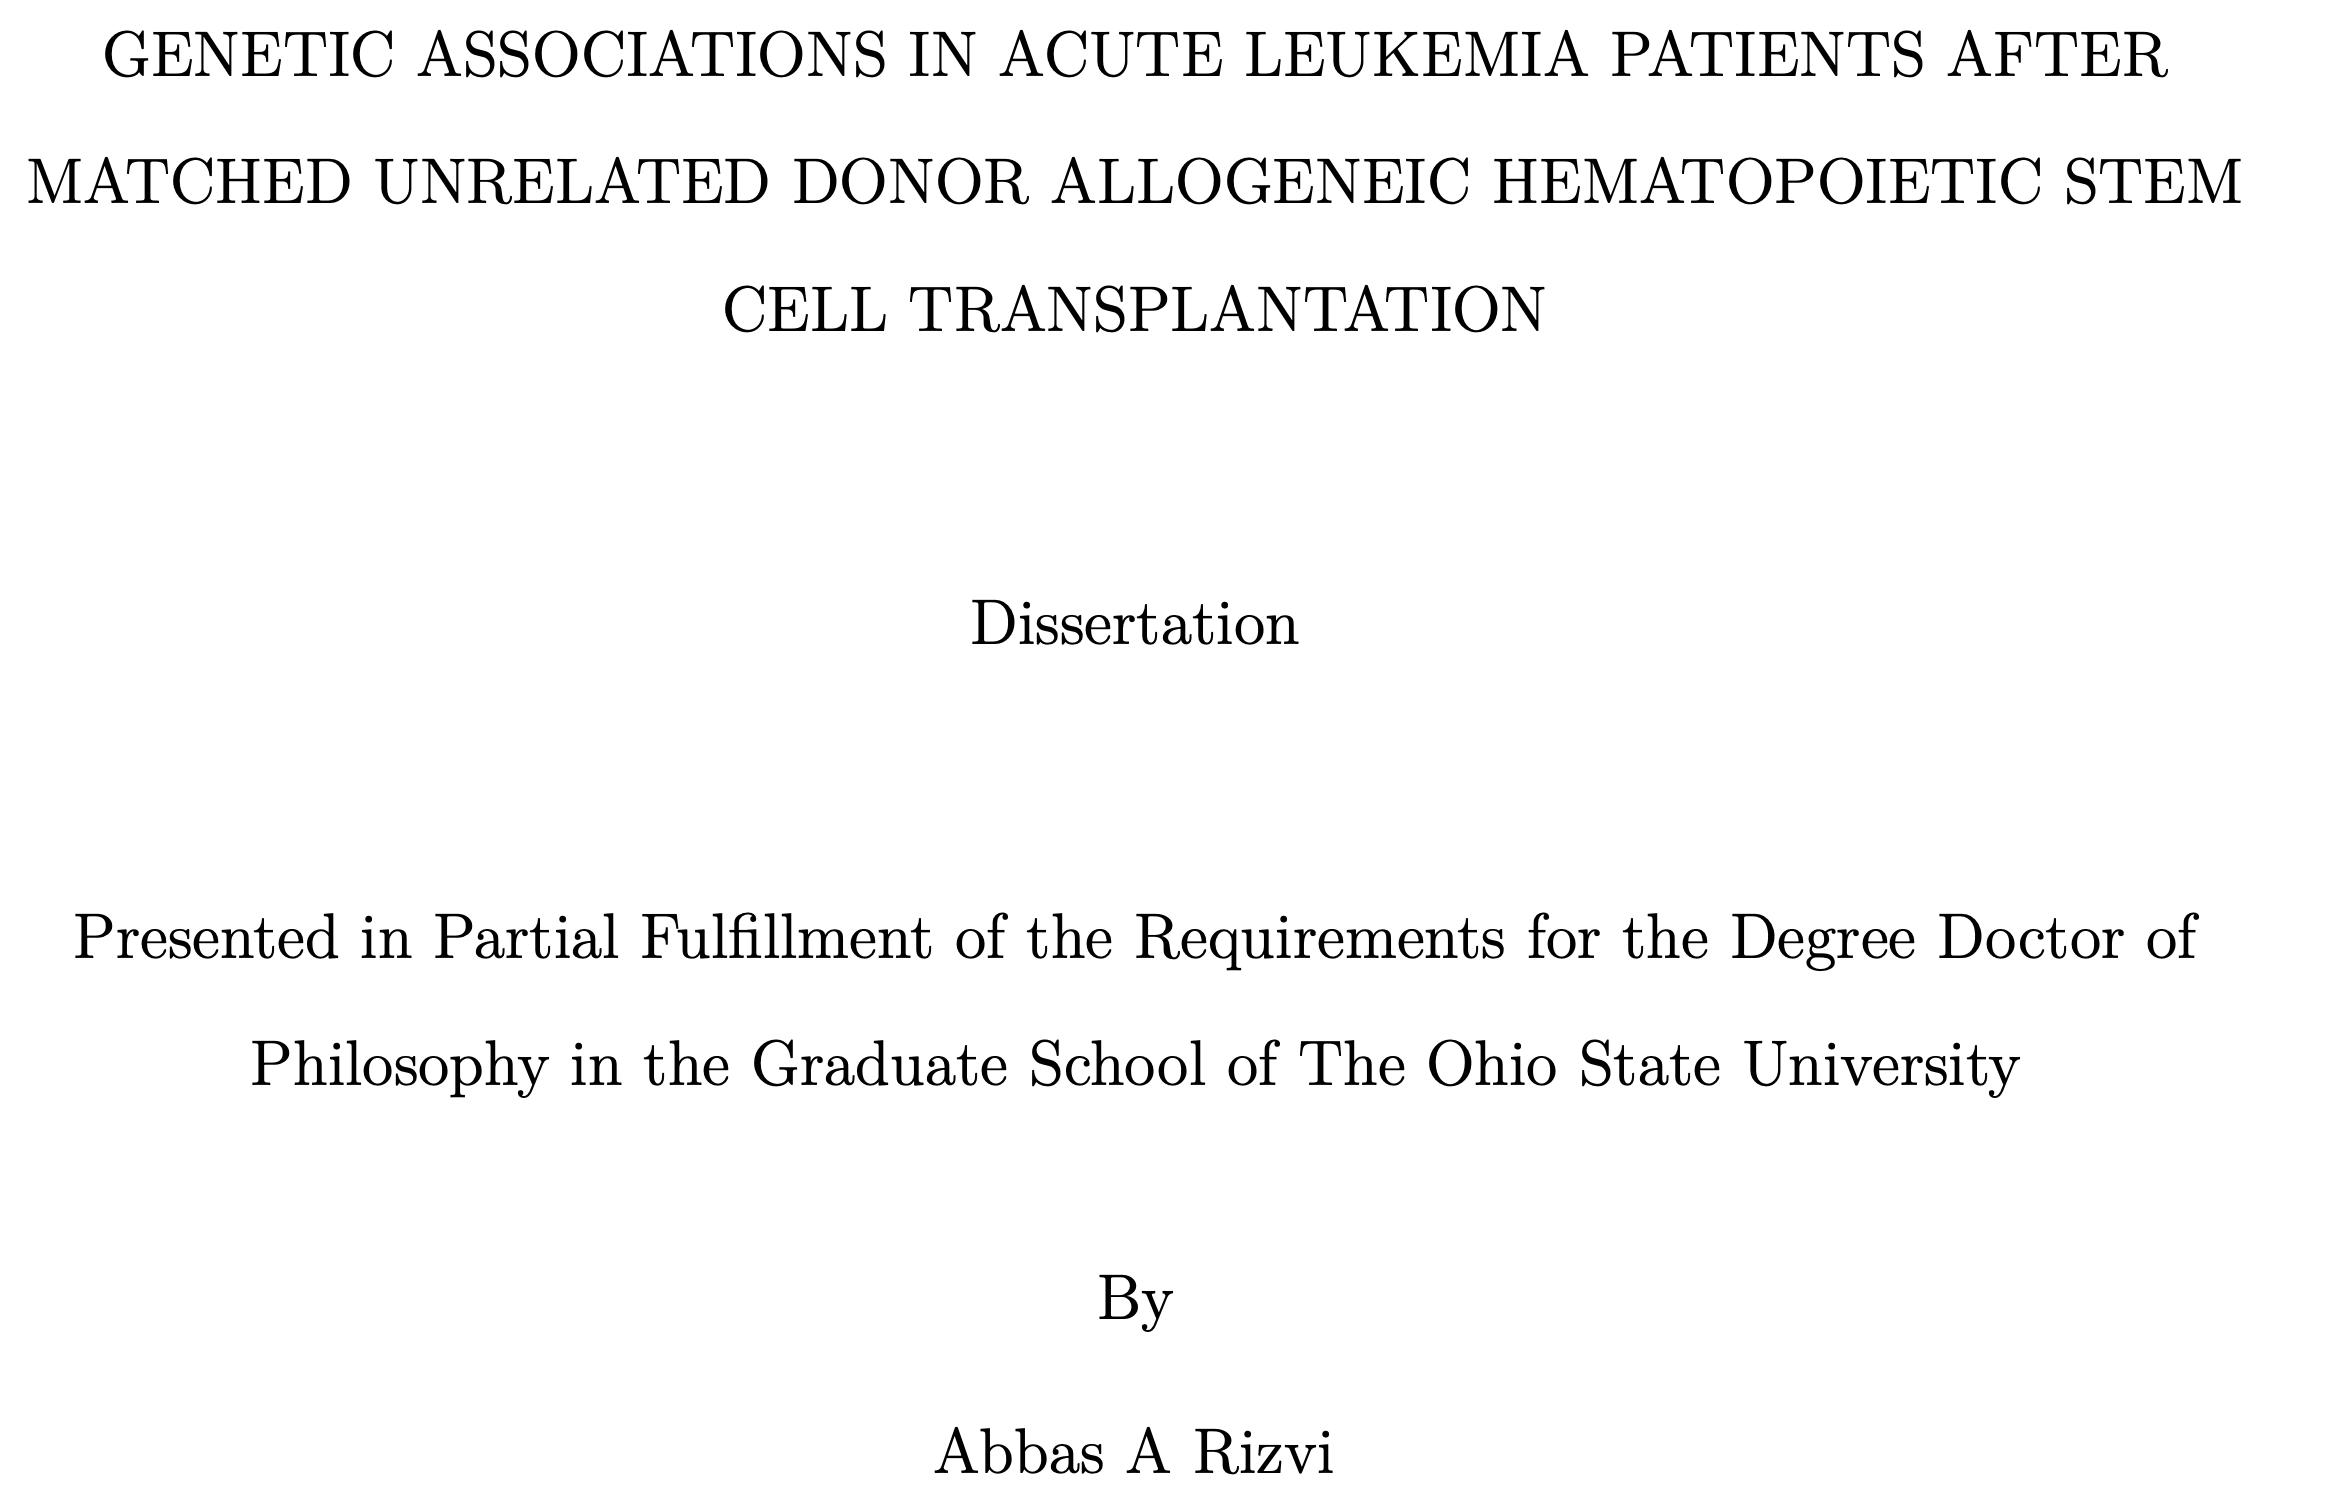 GENETIC ASSOCIATIONS IN ACUTE LEUKEMIA PATIENTS AFTER
MATCHED UNRELATED DONOR ALLOGENEIC HEMATOPOIETIC STEM
CELL TRANSPLANTATION
Dissertation
Presented in Partial Fulfillment of the Requirements for the Degree Doctor of
Philosophy in the Graduate School of The Ohio State University
By
Abbas A Rizvi